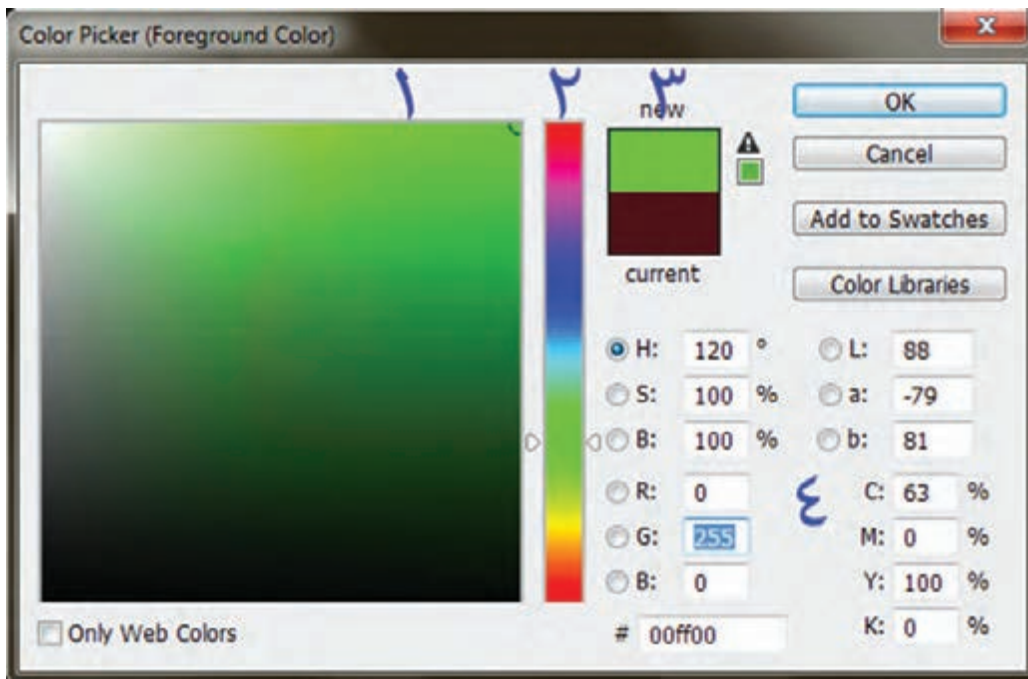 Color Picker (Foreground Color)
١ ٢ ٣
new
current
OK
Cancel
Add to Swatches
Color Libraries
H: 120 °
S: 100 %
B: 100 %
L: 88
a: -79
b: 81
R: 0
G: 255
B: 0
# 00ff00
٤
C: 63 %
M: 0 %
Y: 100 %
K: 0 %
Only Web Colors